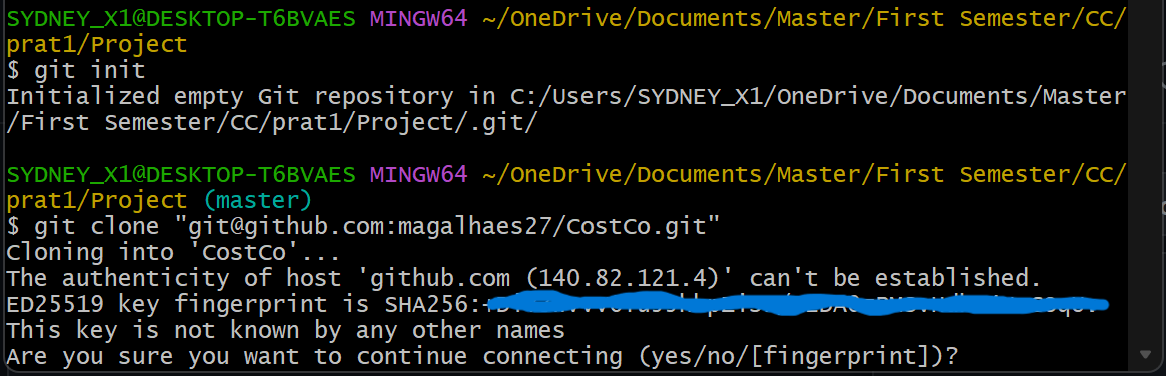 SYDNEY_X1@DESKTOP-T6BVAES MINGW64 ~/OneDrive/Documents/Master/First Semester/CC/
prat1/Project
$ git init
Initialized empty Git repository in C:/Users/SYDNEY_X1/OneDrive/Documents/Master
/First Semester/CC/prat1/Project/.git/
SYDNEY_X1@DESKTOP-T6BVAES MINGW64 ~/OneDrive/Documents/Master/First Semester/CC/
prat1/Project (master)
$ git clone "git@github.com:magalhaes27/CostCo.git"
Cloning into 'CostCo'...
The authenticity of host 'github.com (140.82.121.4)' can't be established.
ED25519 key fingerprint is SHA256:
This key is not known by any other names
Are you sure you want to continue connecting (yes/no/[fingerprint])?